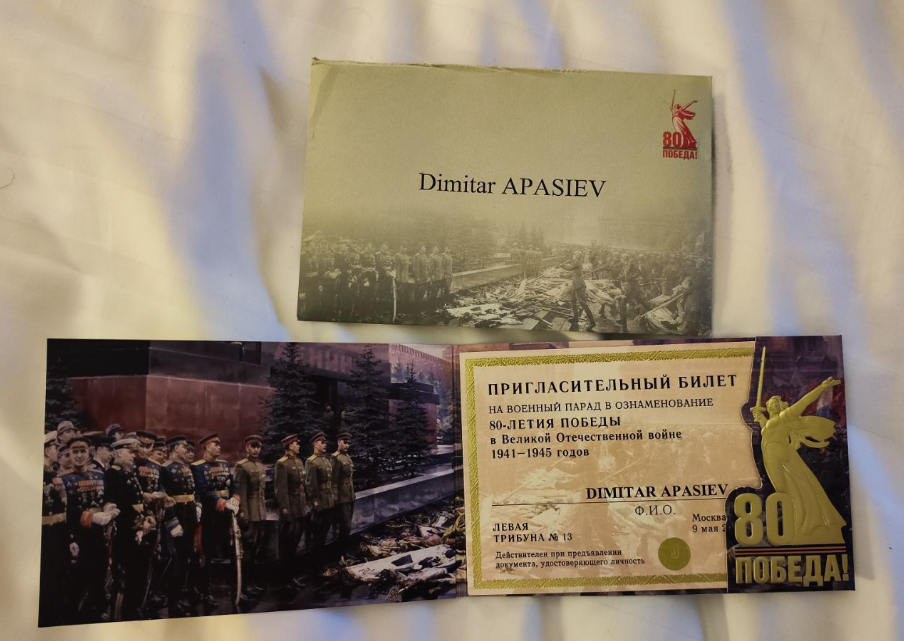 80
ПОБЕДА!
Dimitar APASIEV
ПРИГЛАСИТЕЛЬНЫЙ БИЛЕТ
НА ВОЕННЫЙ ПАРАД В ОЗНАМЕНОВАНИЕ
80-ЛЕТИЯ ПОБЕДЫ
в Великой Отечественной войне
1941–1945 годов
DIMITAR APASIEV
Ф.И.О.
ЛЕВАЯ
ТРИБУНА № 13
Москва
9 мая 2
Действителен при предъявлении
документа, удостоверяющего личность
80
ПОБЕДА!